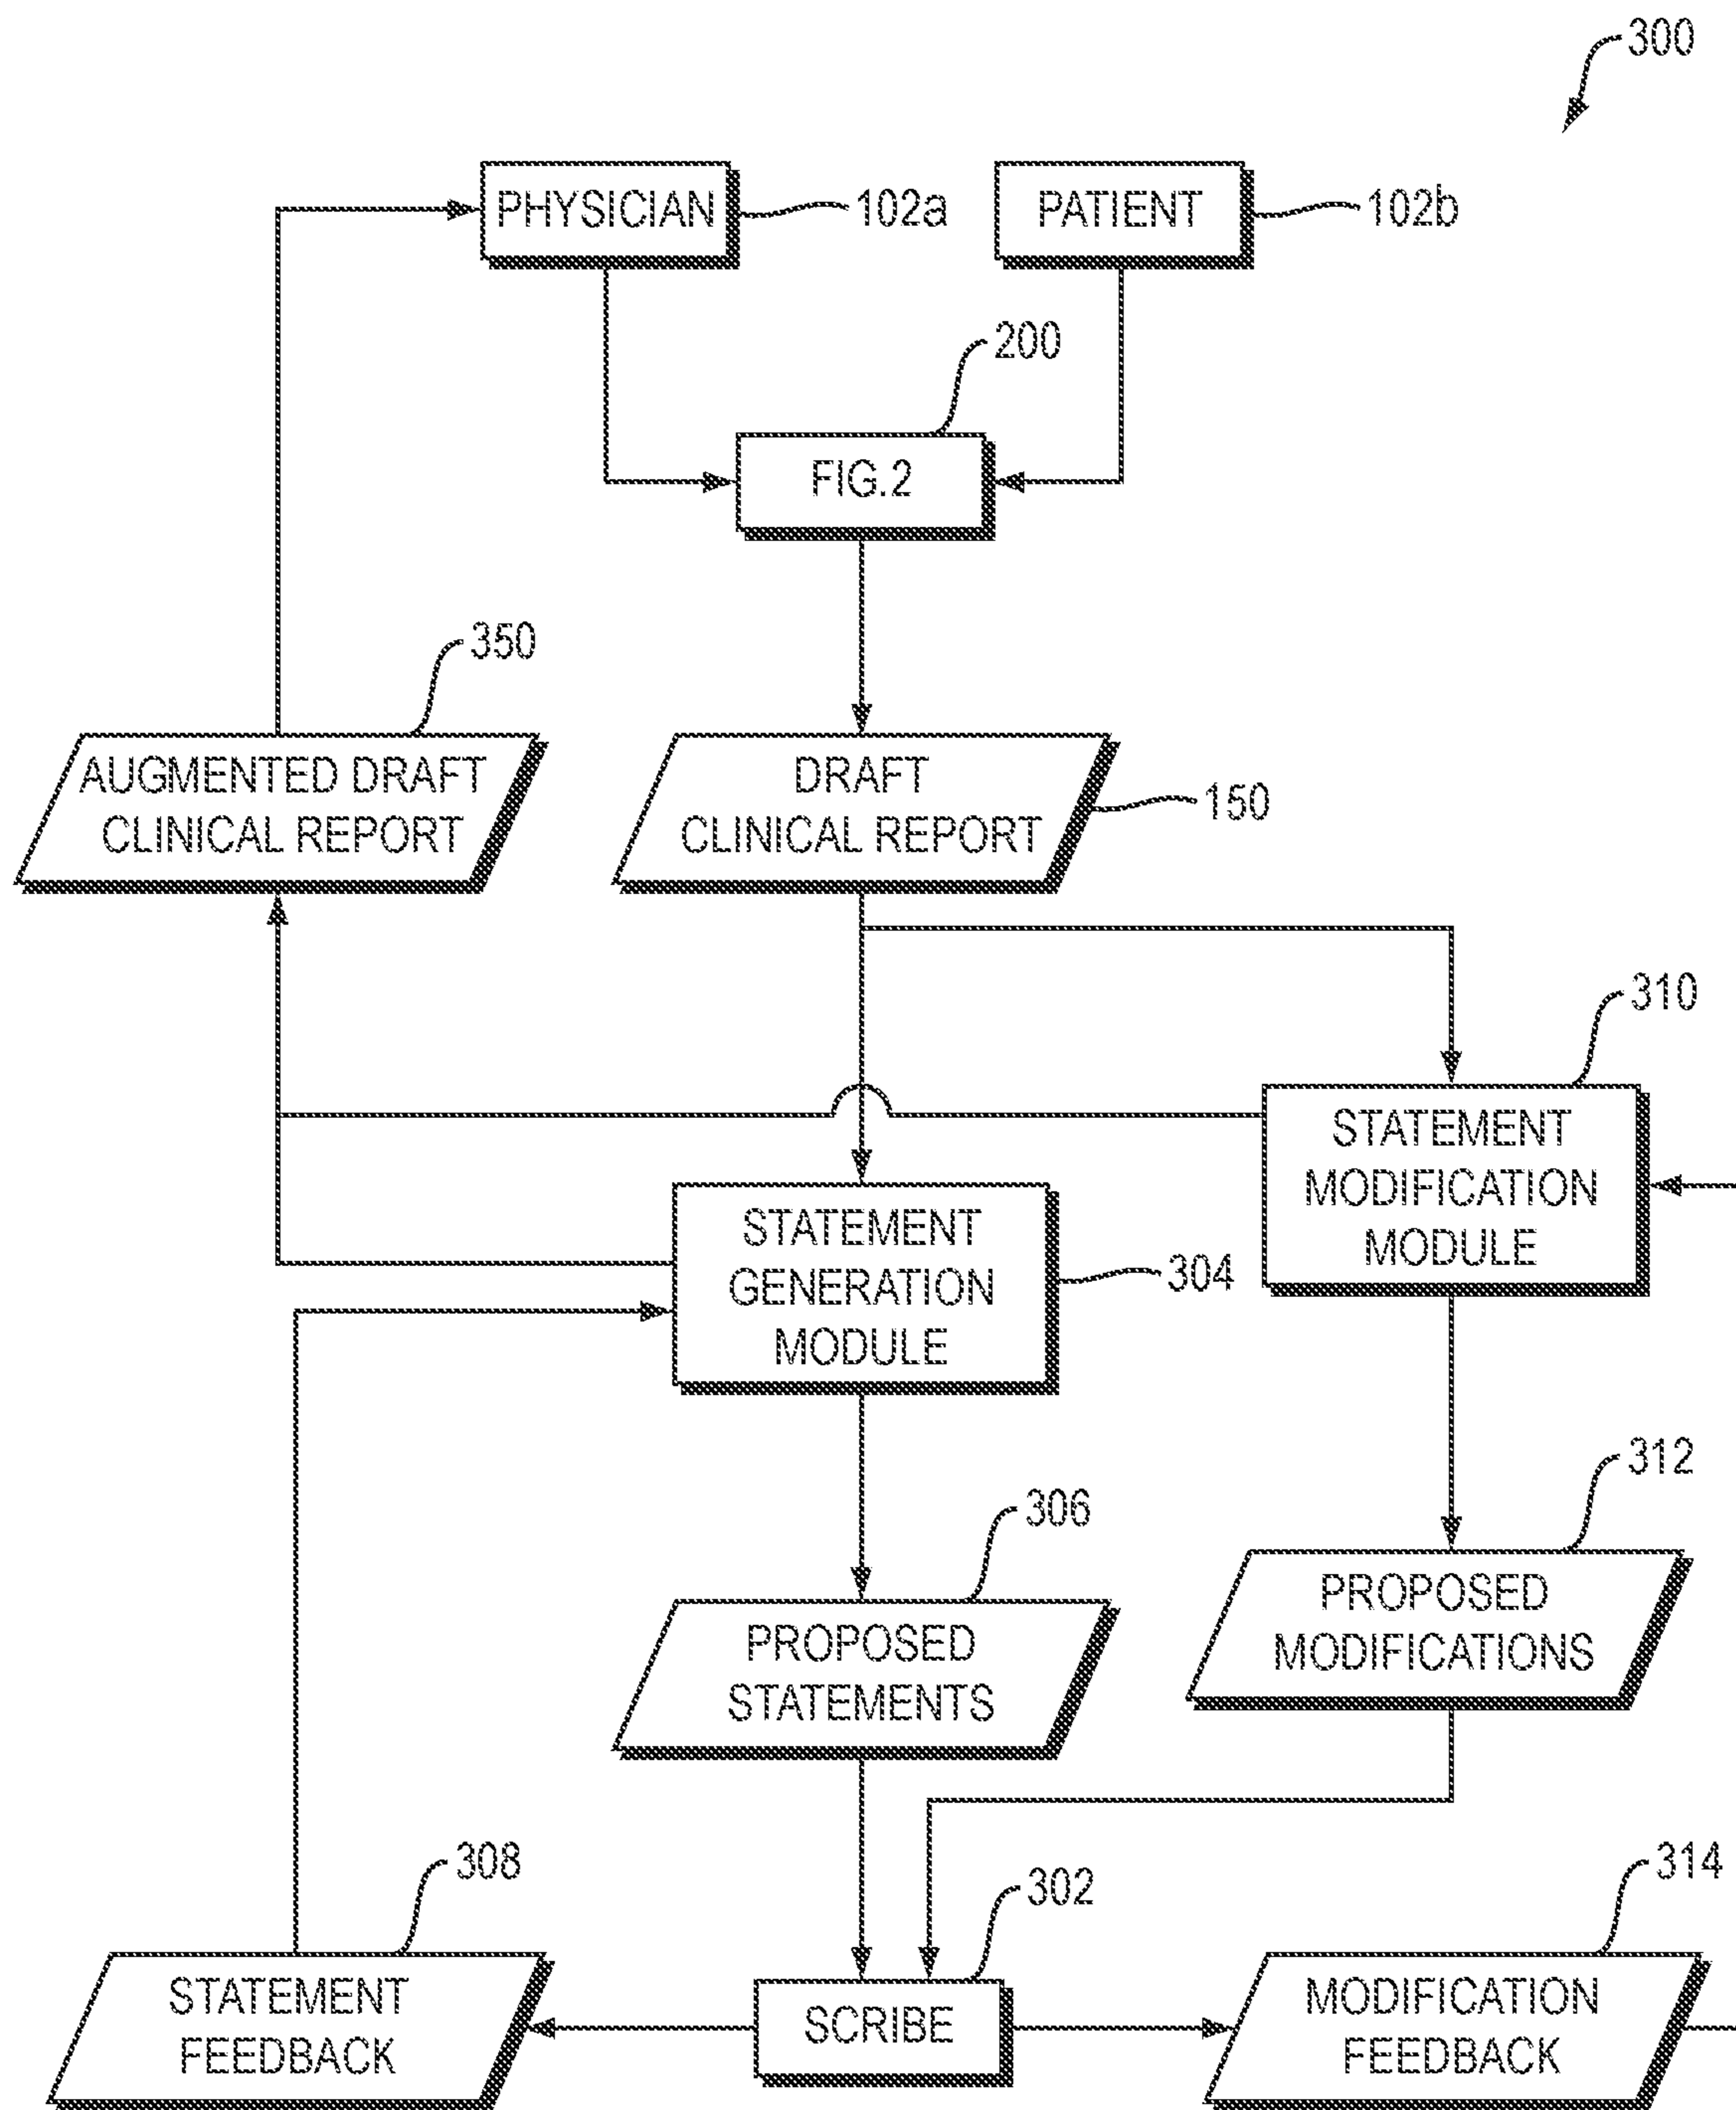 300
PHYSICIAN
102a
PATIENT
102b
200
FIG.2
350
AUGMENTED DRAFT
CLINICAL REPORT
DRAFT
CLINICAL REPORT
150
310
STATEMENT
MODIFICATION
MODULE
STATEMENT
GENERATION
MODULE
304
312
306
PROPOSED
MODIFICATIONS
PROPOSED
STATEMENTS
308
302
314
STATEMENT
FEEDBACK
SCRIBE
MODIFICATION
FEEDBACK